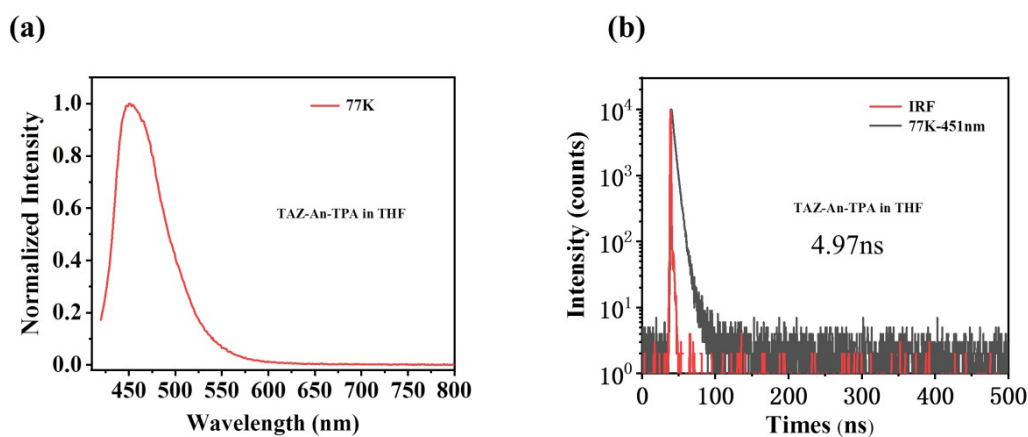 (a)
(b)
Normalized Intensity
1.0
0.8
0.6
0.4
0.2
0.0
77K
TAZ-An-TPA in THF
450 500 550 600 650 700 750 800
Wavelength (nm)
Intensity (counts)
10⁴
10³
10²
10¹
10⁰
IRF
77K-451nm
TAZ-An-TPA in THF
4.97ns
0 100 200 300 400 500
Times (ns)